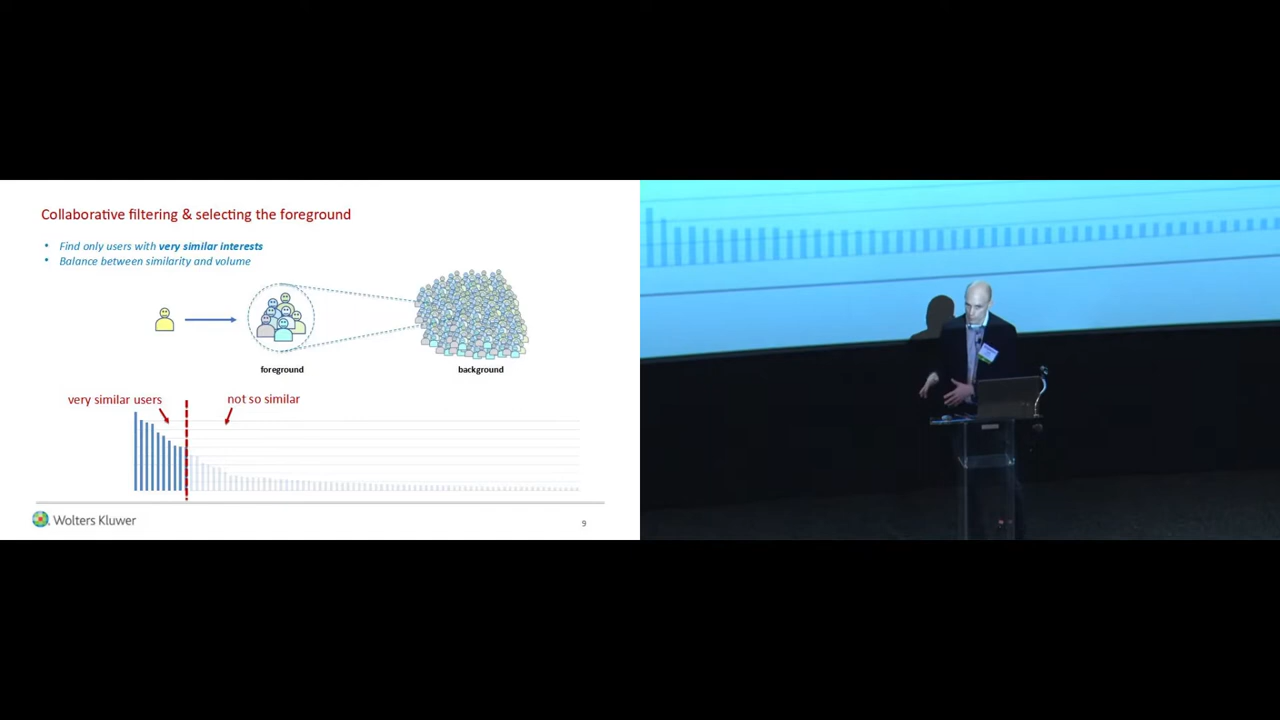 Collaborative filtering & selecting the foreground
• Find only users with very similar interests
• Balance between similarity and volume
foreground
background
very similar users
not so similar
Wolters Kluwer
9